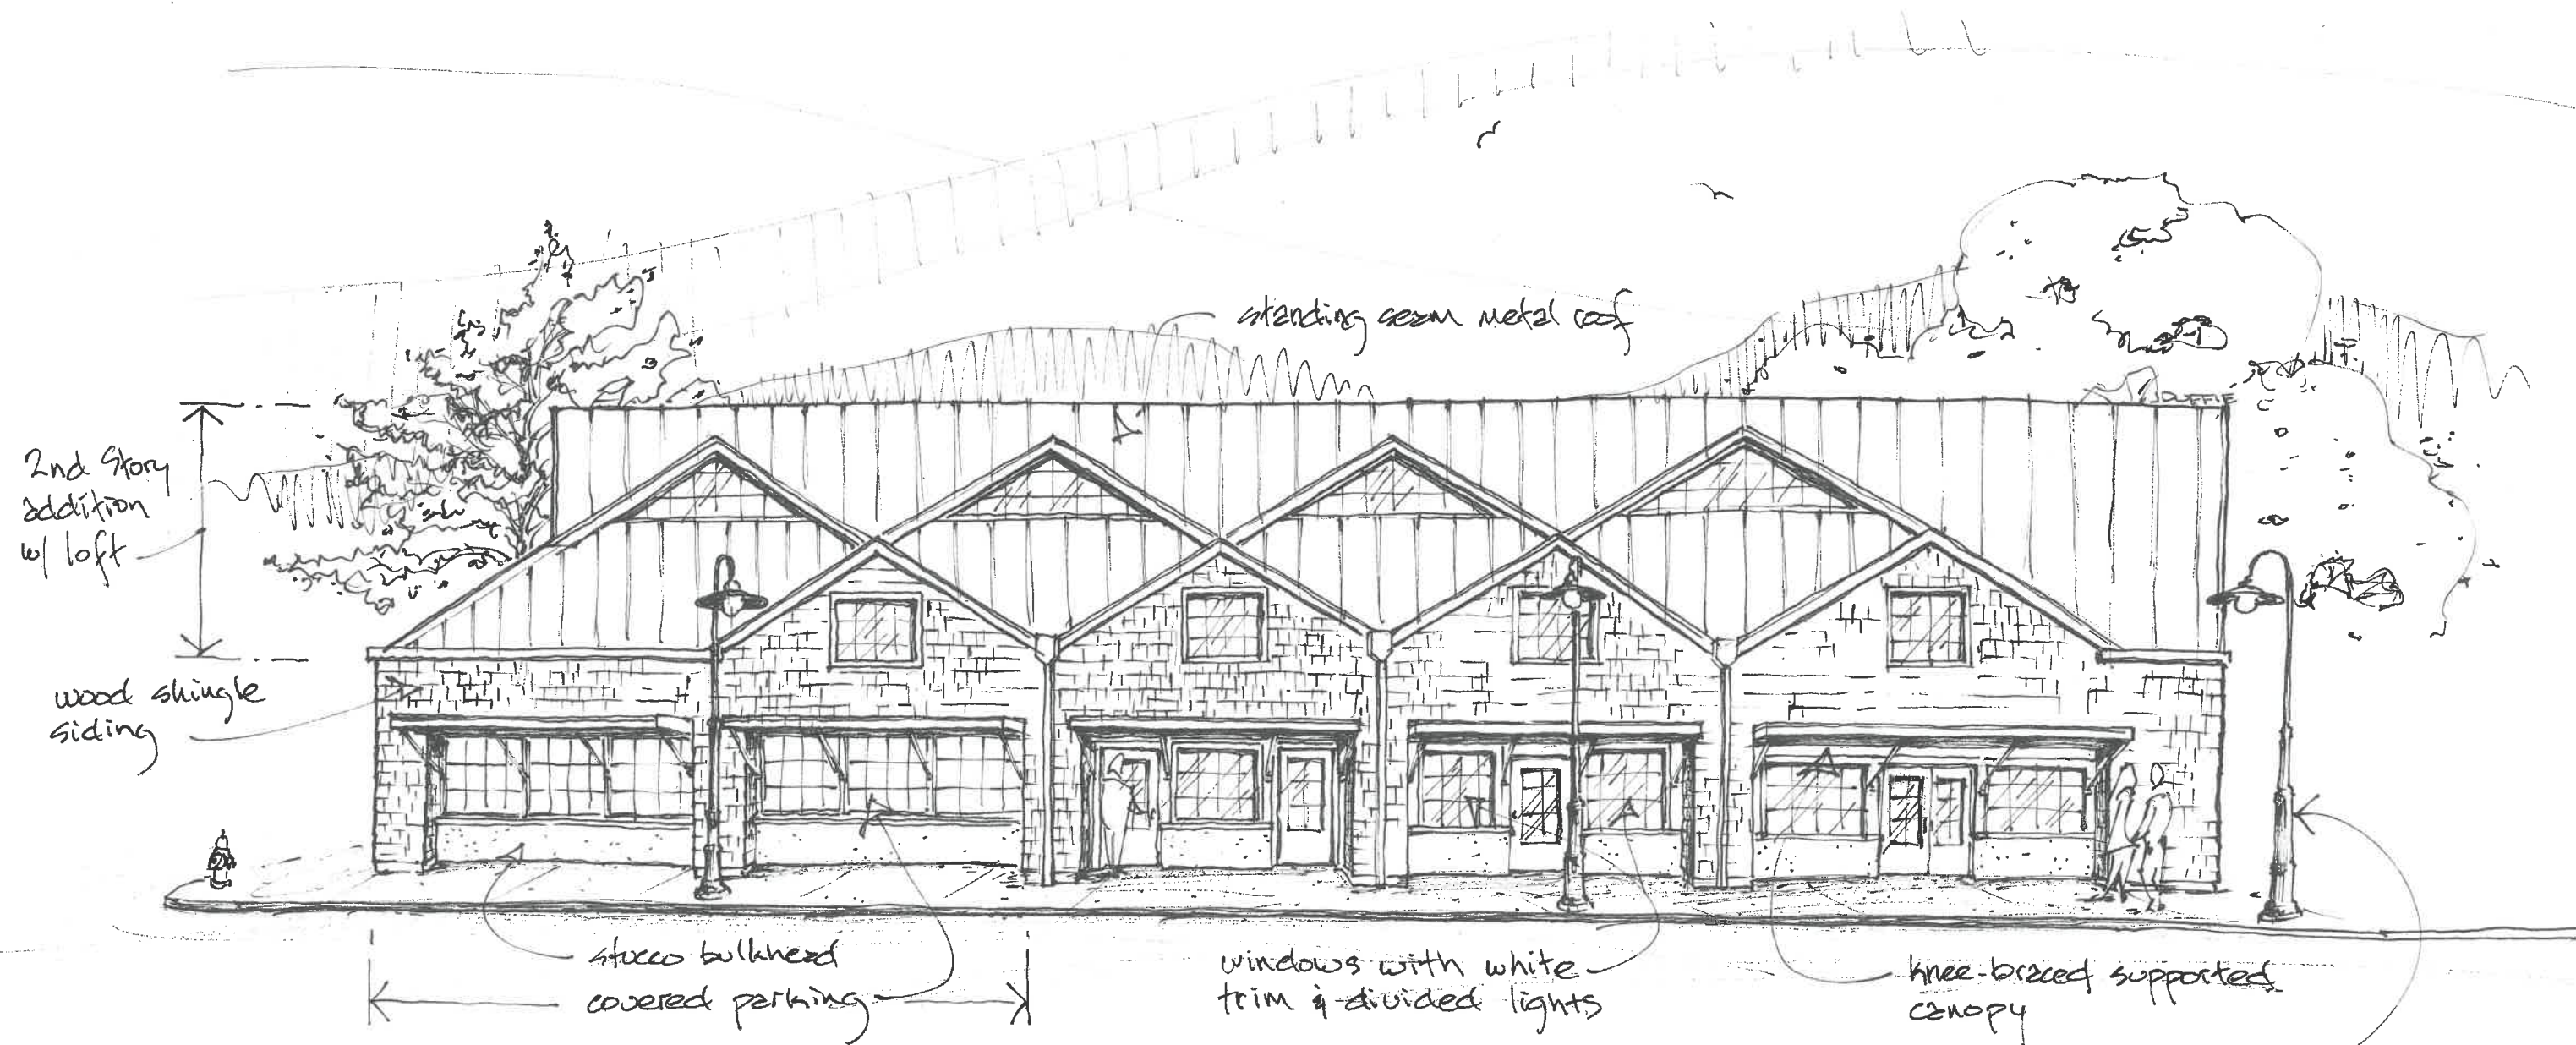 standing seam metal roof
2nd Story
addition
w/ loft
DUFFIE
wood shingle
siding
stucco bulkhead
covered parking
windows with white
trim & divided lights
knee-braced supported
canopy